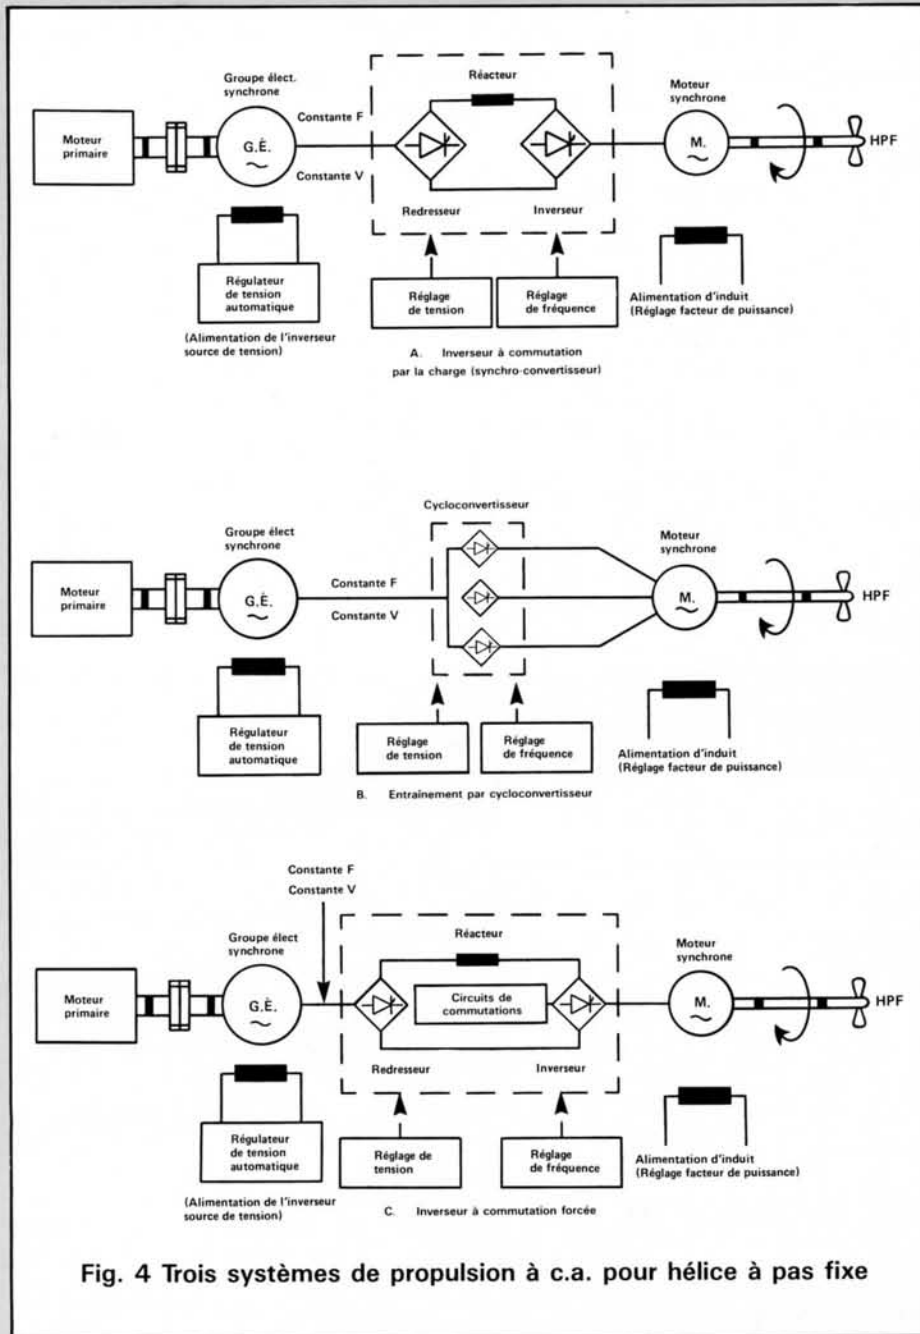 Groupe élect.
synchrone
Réacteur
Moteur
synchrone
Constante F
Moteur
primaire
G.É.
M.
HPF
Constante V
Redresseur
Inverseur
Régulateur
de tension
automatique
Réglage
de tension
Réglage
de fréquence
Alimentation d'induit
(Réglage facteur de puissance)
(Alimentation de l'inverseur
source de tension)
A. Inverseur à commutation
par la charge (synchro-convertisseur)
Cycloconvertisseur
Groupe élect
synchrone
Moteur
synchrone
Constante F
Moteur
primaire
G.É.
M.
HPF
Constante V
Régulateur
de tension
automatique
Réglage
de tension
Réglage
de fréquence
Alimentation d'induit
(Réglage facteur de puissance)
B. Entraînement par cycloconvertisseur
Constante F
Constante V
Groupe élect
synchrone
Réacteur
Moteur
synchrone
Moteur
primaire
G.È.
Circuits de
commutations
M.
HPF
Redresseur
Inverseur
Régulateur
de tension
automatique
Réglage de
tension
Réglage
de fréquence
Alimentation d'induit
(Réglage facteur de puissance)
(Alimentation de l'inverseur
source de tension)
C. Inverseur à commutation forcée
Fig. 4 Trois systèmes de propulsion à c.a. pour hélice à pas fixe